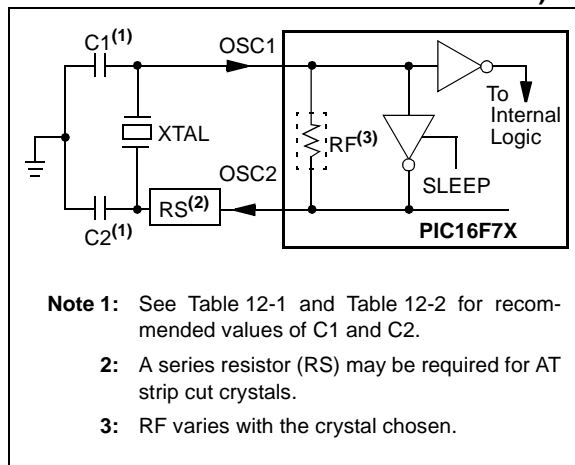 C1(1)
OSC1
To
Internal
Logic
XTAL
RF(3)
OSC2
SLEEP
RS(2)
C2(1)
PIC16F7X
Note 1: See Table 12-1 and Table 12-2 for recom-
mended values of C1 and C2.
2: A series resistor (RS) may be required for AT
strip cut crystals.
3: RF varies with the crystal chosen.